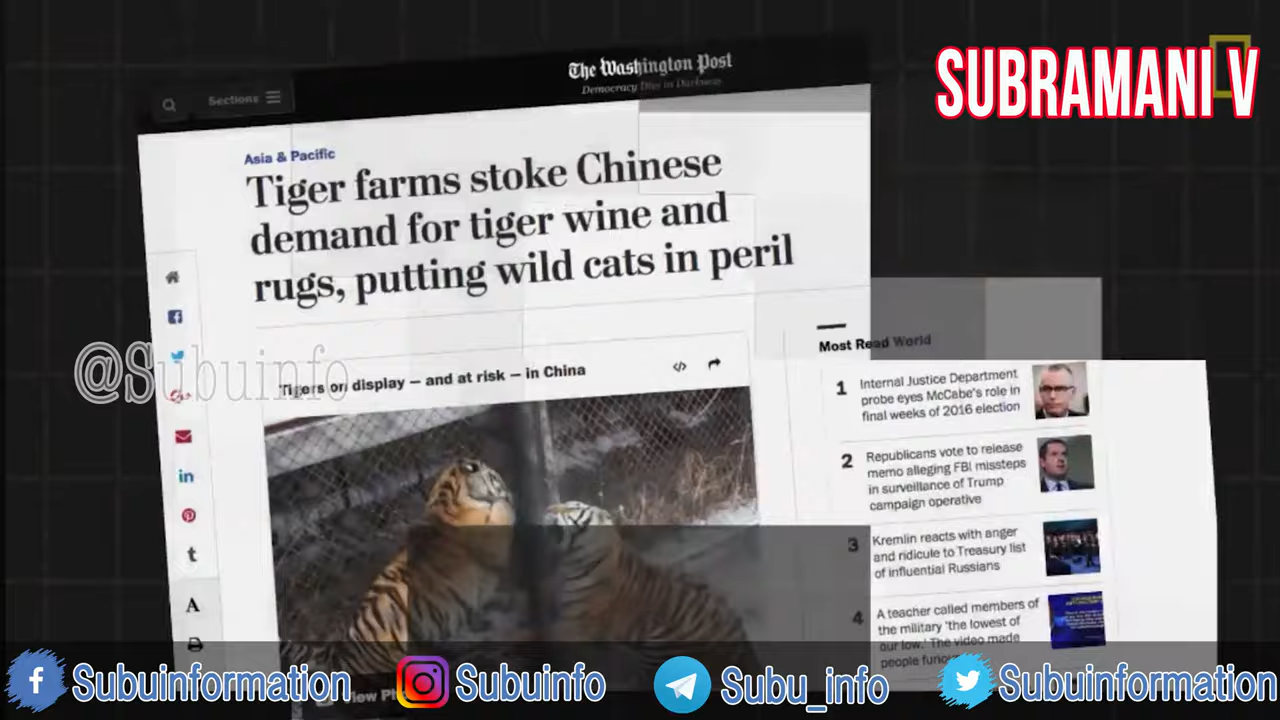 SUBRAMANI V
The Washington Post
Democracy Dies in Darkness
Sections
Asia & Pacific
Tiger farms stoke Chinese
demand for tiger wine and
rugs, putting wild cats in peril
@Subuinfo
Tigers on display — and at risk — in China
Most Read World
1
Internal Justice Department
probe eyes McCabe's role in
final weeks of 2016 election
2
Republicans vote to release
memo alleging FBI missteps
in surveillance of Trump
campaign operative
3
Kremlin reacts with anger
and ridicule to Treasury list
of influential Russians
4
A teacher called members of
the military 'the lowest of
our low.' The video made
people furious
A
View
Subuinformation
Subuinfo
Subu_info
Subuinformation